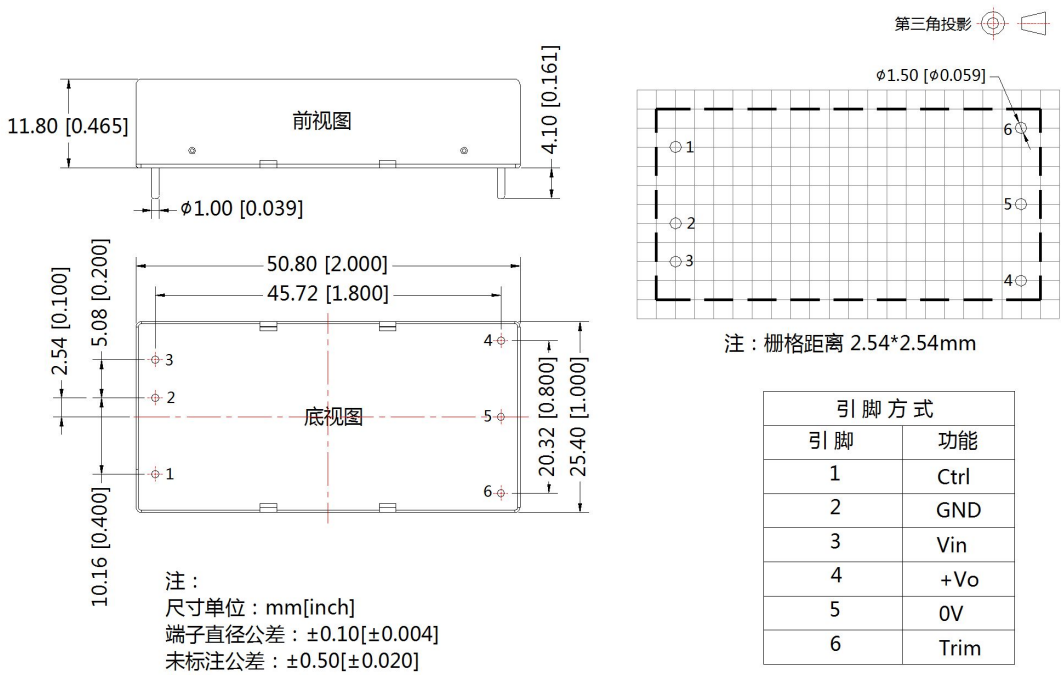 第三角投影
11.80 [0.465]
前视图
4.10 [0.161]
φ1.00 [0.039]
φ1.50 [φ0.059]
6
1
5
2
3
4
注：栅格距离 2.54*2.54mm
50.80 [2.000]
45.72 [1.800]
2.54 [0.100]
5.08 [0.200]
10.16 [0.400]
3
2
1
底视图
4
5
6
20.32 [0.800]
25.40 [1.000]
注：
尺寸单位：mm[inch]
端子直径公差：±0.10[±0.004]
未标注公差：±0.50[±0.020]
引脚方式
引脚 功能
1 Ctrl
2 GND
3 Vin
4 +Vo
5 0V
6 Trim